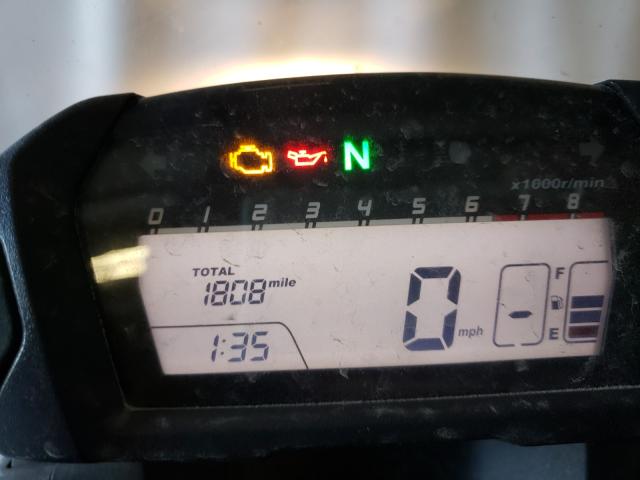 N
x1000r/min
0 1 2 3 4 5 6 7 8
TOTAL
1808 mile
1:35
0 mph
-
F
E